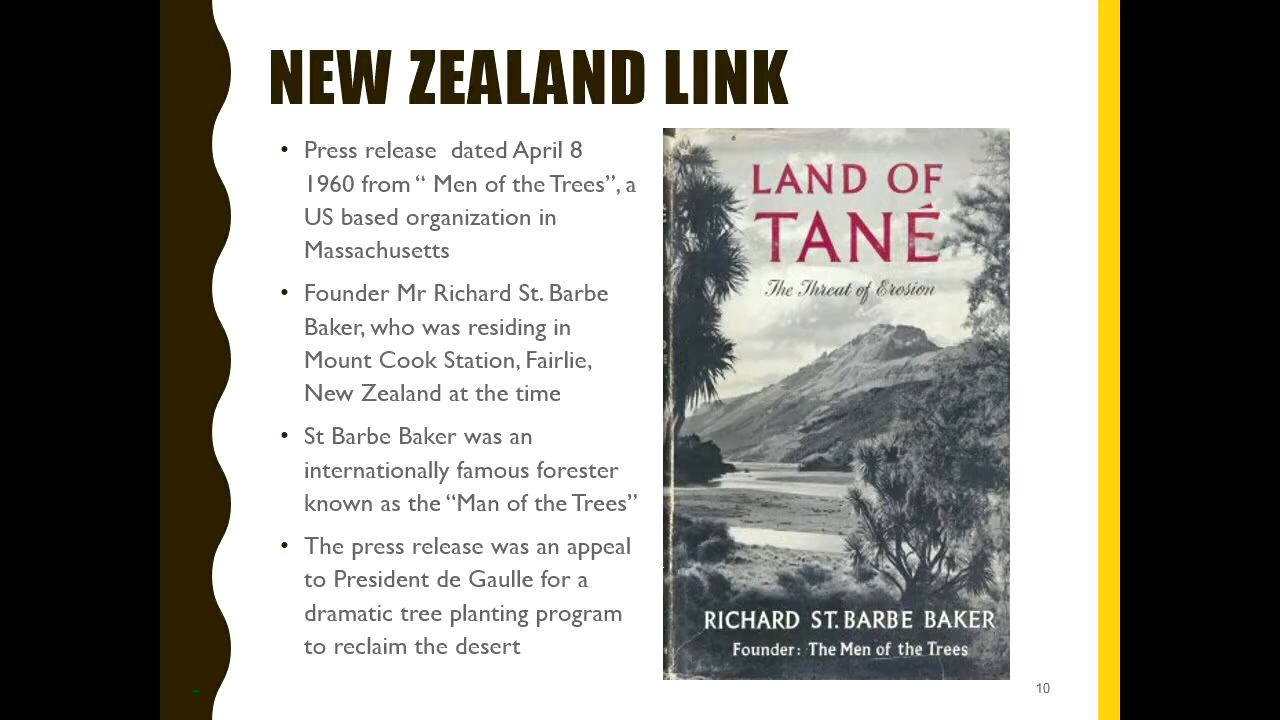 NEW ZEALAND LINK
• Press release  dated April 8
1960 from “ Men of the Trees”, a
US based organization in
Massachusetts
• Founder Mr Richard St. Barbe
Baker, who was residing in
Mount Cook Station, Fairlie,
New Zealand at the time
• St Barbe Baker was an
internationally famous forester
known as the “Man of the Trees”
• The press release was an appeal
to President de Gaulle for a
dramatic tree planting program
to reclaim the desert
LAND OF
TANÉ
The Threat of Erosion
RICHARD ST. BARBE BAKER
Founder: The Men of the Trees
10